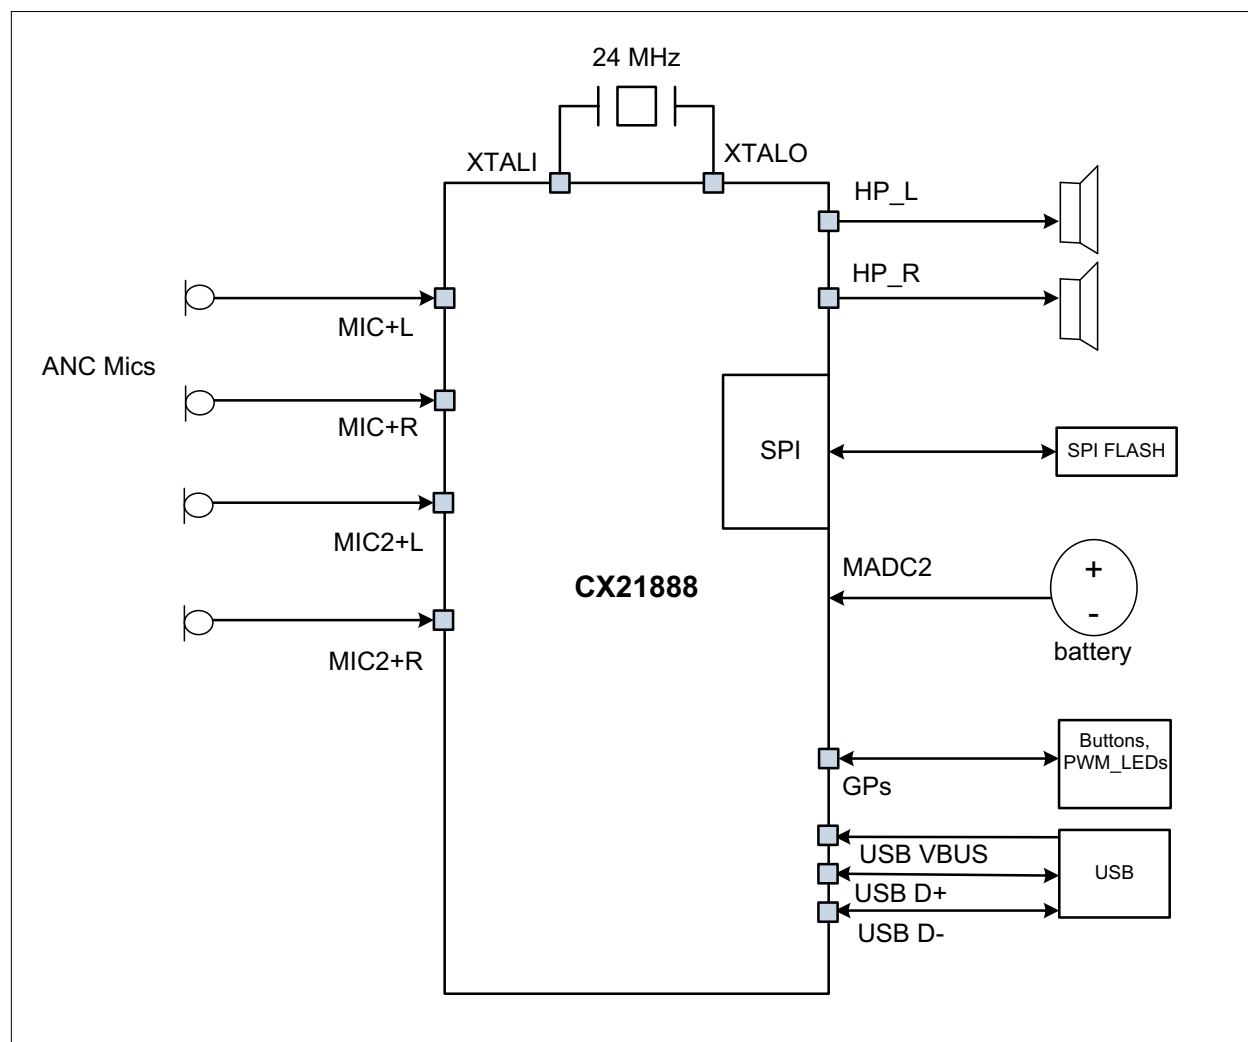 24 MHz
XTALI
XTALO
HP_L
HP_R
MIC+L
ANC Mics
MIC+R
SPI
SPI FLASH
MIC2+L
MADC2
CX21888
+
-
battery
MIC2+R
Buttons,
PWM_LEDs
GPs
USB VBUS
USB
USB D+
USB D-